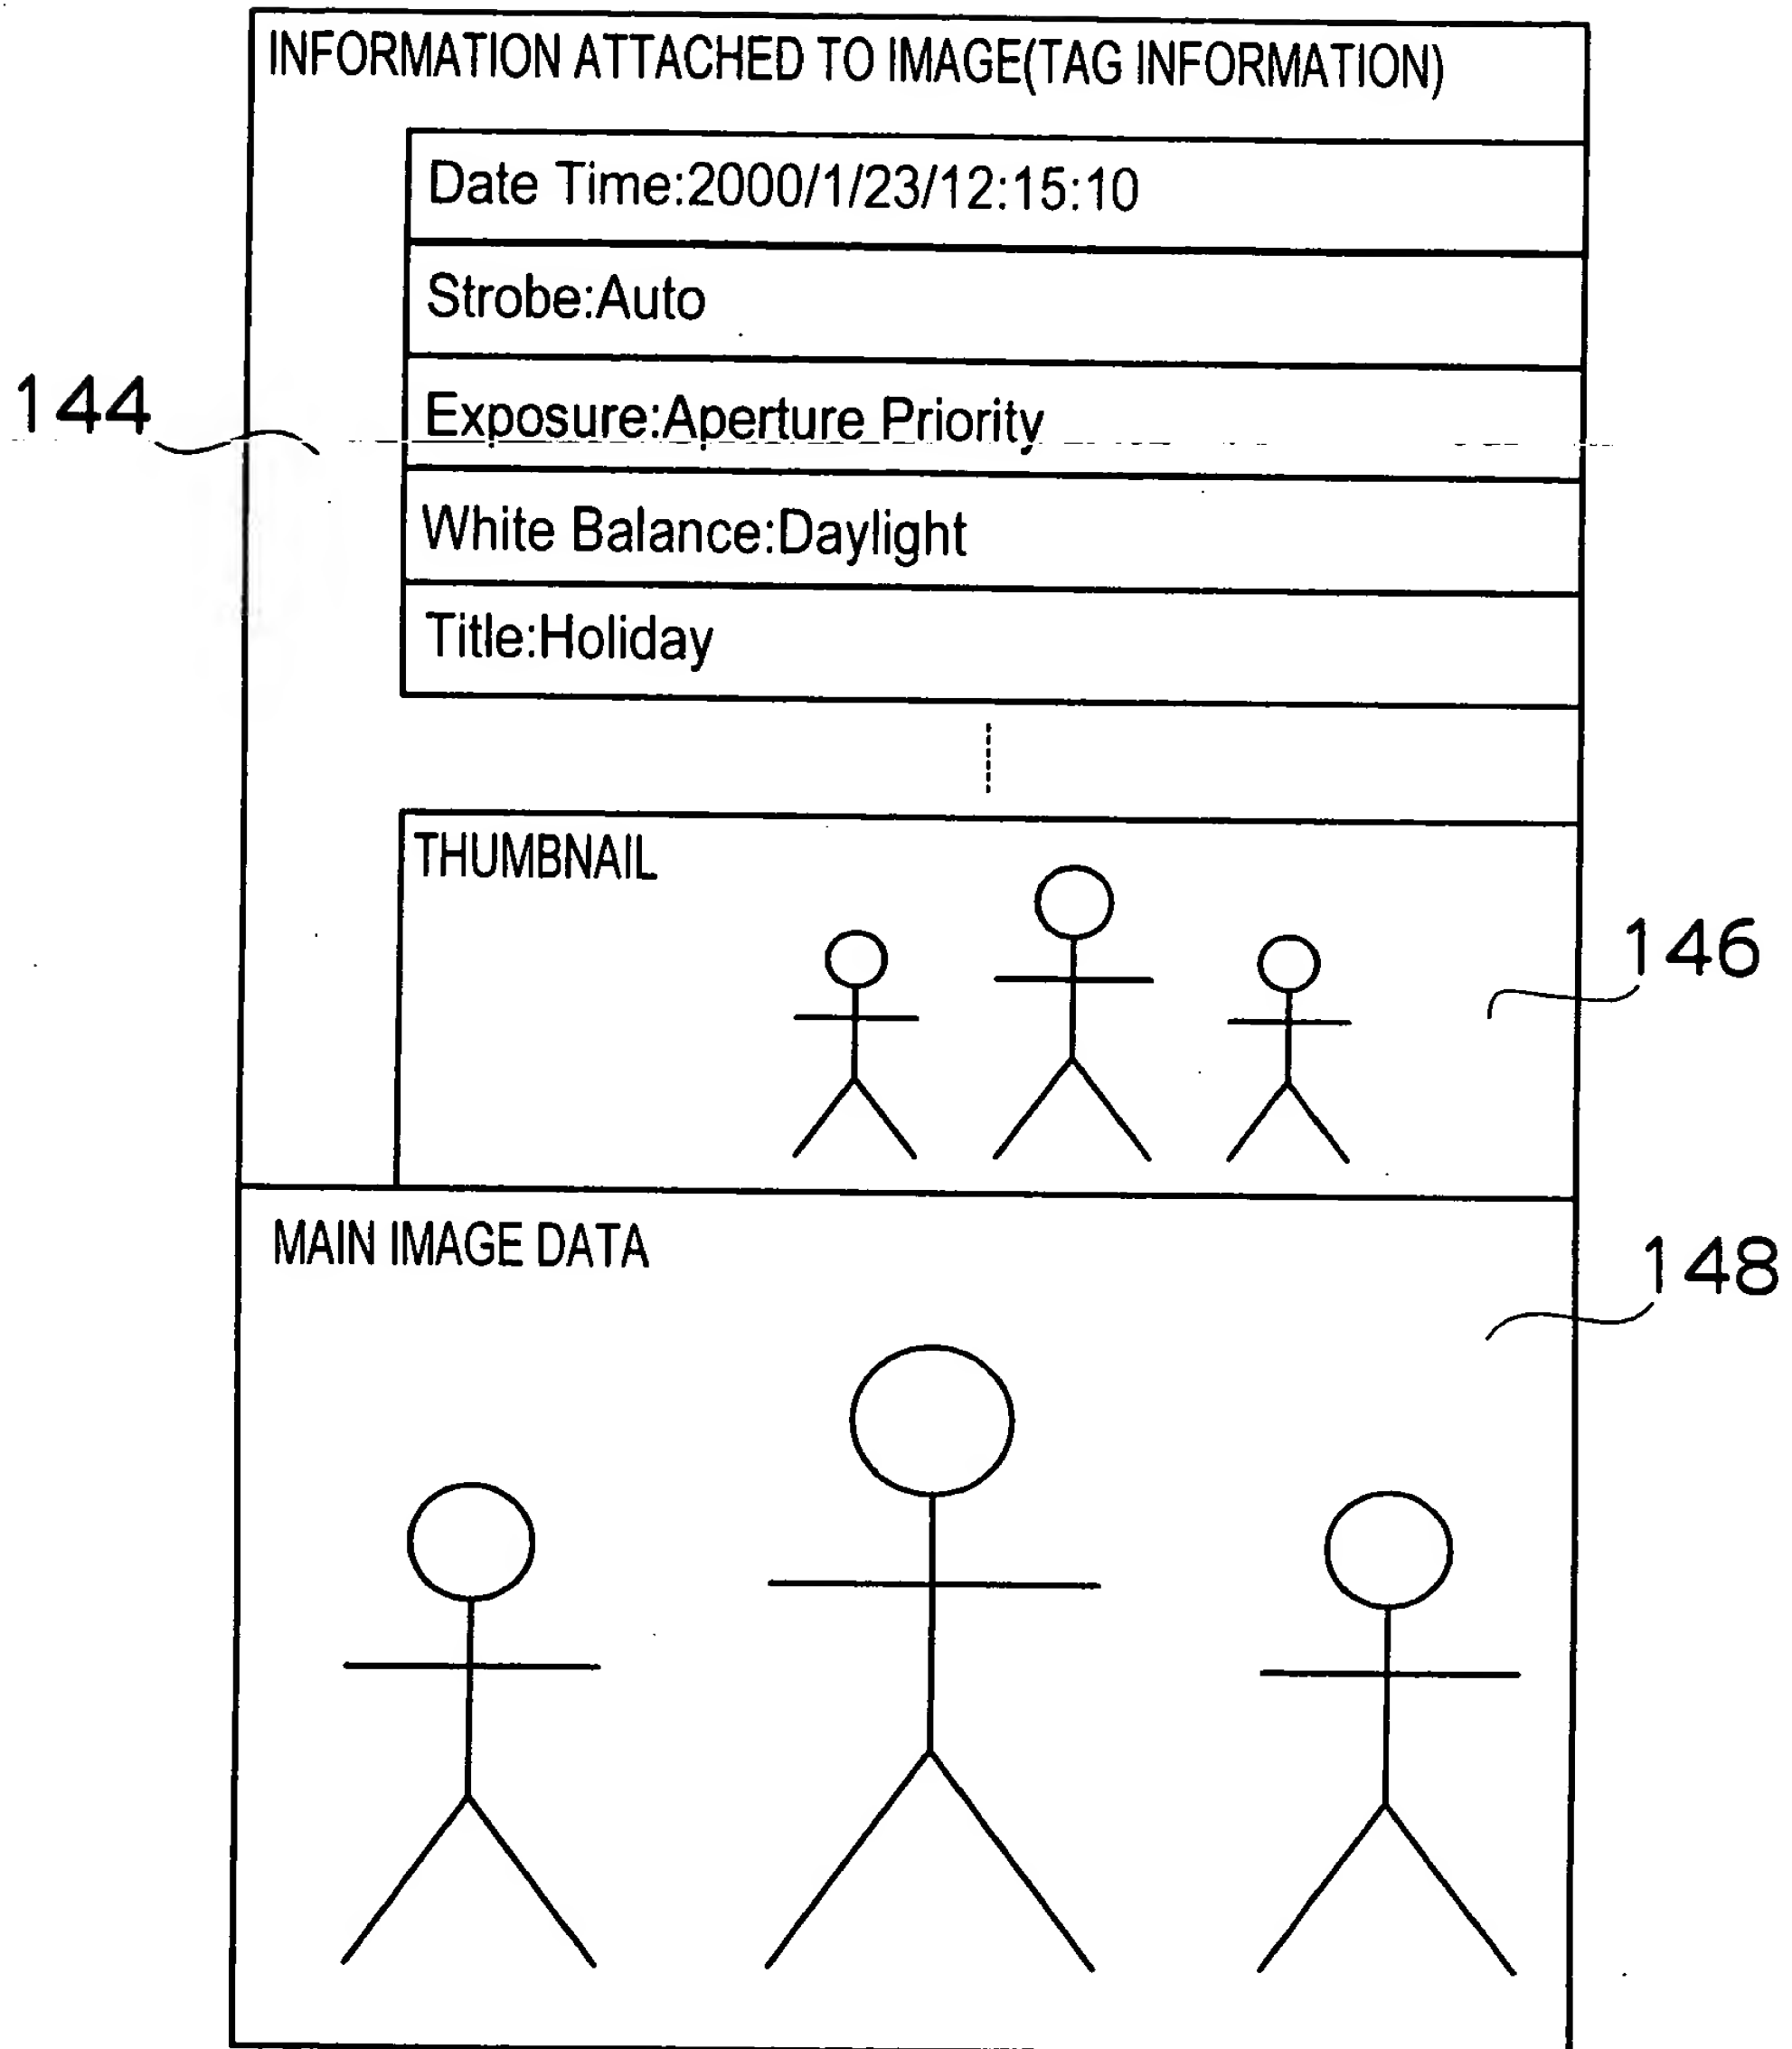 INFORMATION ATTACHED TO IMAGE(TAG INFORMATION)
Date Time:2000/1/23/12:15:10
Strobe:Auto
144
Exposure:Aperture Priority
White Balance:Daylight
Title:Holiday
THUMBNAIL
146
MAIN IMAGE DATA
148